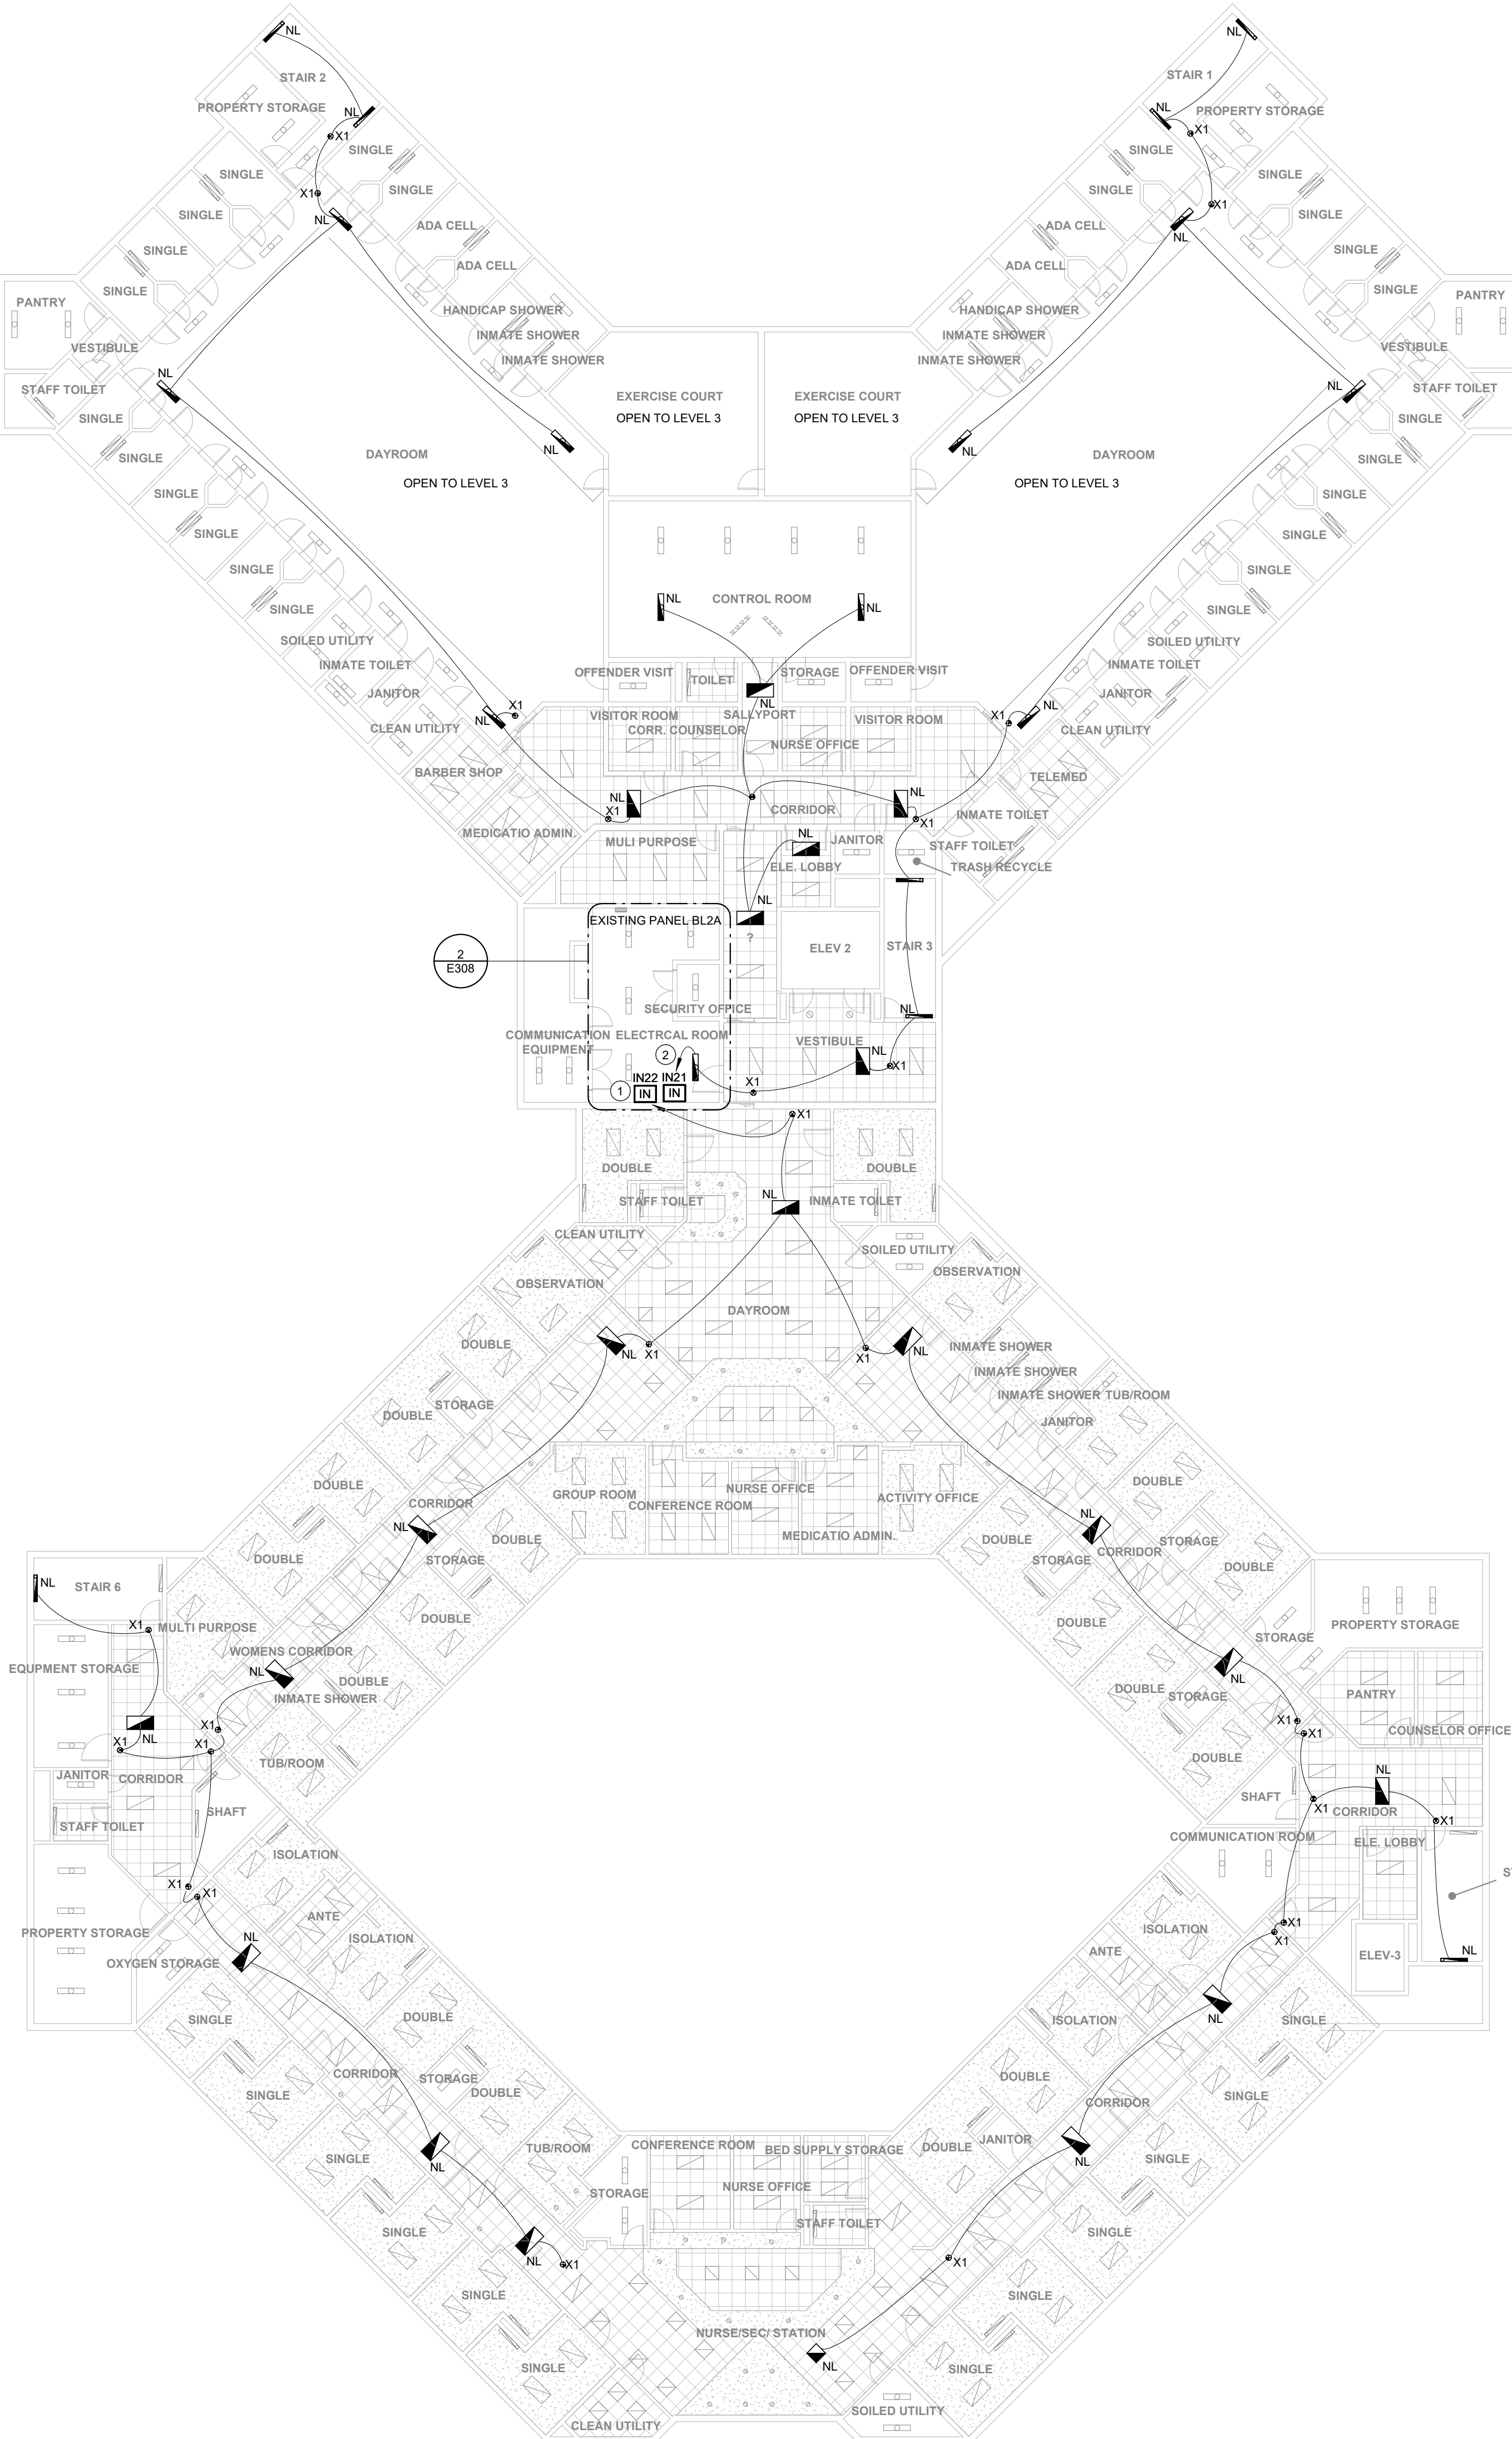 NL
NL
STAIR 2
STAIR 1
PROPERTY STORAGE
NL
NL
PROPERTY STORAGE
X1
X1
SINGLE
SINGLE
SINGLE
SINGLE
SINGLE
SINGLE
X1
X1
SINGLE
SINGLE
NL
NL
ADA CELL
ADA CELL
SINGLE
SINGLE
ADA CELL
ADA CELL
SINGLE
SINGLE
PANTRY
PANTRY
HANDICAP SHOWER
HANDICAP SHOWER
INMATE SHOWER
INMATE SHOWER
VESTIBULE
VESTIBULE
INMATE SHOWER
INMATE SHOWER
NL
NL
STAFF TOILET
STAFF TOILET
EXERCISE COURT
EXERCISE COURT
OPEN TO LEVEL 3
OPEN TO LEVEL 3
SINGLE
SINGLE
NL
NL
DAYROOM
DAYROOM
SINGLE
SINGLE
OPEN TO LEVEL 3
OPEN TO LEVEL 3
SINGLE
SINGLE
SINGLE
SINGLE
SINGLE
SINGLE
NL
CONTROL ROOM
NL
SINGLE
SINGLE
SOILED UTILITY
SOILED UTILITY
INMATE TOILET
INMATE TOILET
OFFENDER VISIT
TOILET
STORAGE
OFFENDER VISIT
JANITOR
JANITOR
NL
X1
X1
NL
NL
VISITOR ROOM
SALLYPORT
VISITOR ROOM
CLEAN UTILITY
CORR. COUNSELOR
CLEAN UTILITY
NURSE OFFICE
BARBER SHOP
TELEMED
NL
NL
X1
CORRIDOR
X1
INMATE TOILET
MEDICATIO ADMIN.
MULI PURPOSE
NL
JANITOR
STAFF TOILET
ELE. LOBBY
TRASH RECYCLE
NL
EXISTING PANEL BL2A
?
ELEV 2
STAIR 3
2
E308
SECURITY OFFICE
NL
COMMUNICATION
EQUIPMENT
ELECTRCAL ROOM
VESTIBULE
2
NL
X1
IN22
IN21
X1
1
IN
IN
X1
DOUBLE
DOUBLE
NL
STAFF TOILET
INMATE TOILET
CLEAN UTILITY
SOILED UTILITY
OBSERVATION
OBSERVATION
DAYROOM
DOUBLE
NL
X1
X1
NL
INMATE SHOWER
INMATE SHOWER
INMATE SHOWER
TUB/ROOM
STORAGE
DOUBLE
JANITOR
DOUBLE
NURSE OFFICE
DOUBLE
GROUP ROOM
CONFERENCE ROOM
ACTIVITY OFFICE
CORRIDOR
NL
NL
MEDICATIO ADMIN.
DOUBLE
DOUBLE
STORAGE
CORRIDOR
DOUBLE
STORAGE
STORAGE
DOUBLE
NL
STAIR 6
DOUBLE
DOUBLE
X1
MULTI PURPOSE
PROPERTY STORAGE
STORAGE
WOMENS CORRIDOR
EQUPMENT STORAGE
NL
DOUBLE
NL
INMATE SHOWER
DOUBLE
STORAGE
PANTRY
X1
X1
X1
COUNSELOR OFFICE
NL
X1
X1
DOUBLE
TUB/ROOM
NL
JANITOR
CORRIDOR
SHAFT
SHAFT
X1
CORRIDOR
X1
STAFF TOILET
COMMUNICATION ROOM
ELE. LOBBY
ISOLATION
X1
X1
ST
ANTE
X1
ISOLATION
PROPERTY STORAGE
NL
ISOLATION
X1
ANTE
OXYGEN STORAGE
ELEV-3
NL
SINGLE
DOUBLE
NL
ISOLATION
SINGLE
CORRIDOR
STORAGE
DOUBLE
DOUBLE
SINGLE
SINGLE
CORRIDOR
JANITOR
TUB/ROOM
CONFERENCE ROOM
BED SUPPLY STORAGE
DOUBLE
SINGLE
NL
NL
SINGLE
NURSE OFFICE
STORAGE
STAFF TOILET
SINGLE
SINGLE
NL
X1
X1
SINGLE
SINGLE
NURSE/SEC/ STATION
NL
SINGLE
SINGLE
SOILED UTILITY
CLEAN UTILITY